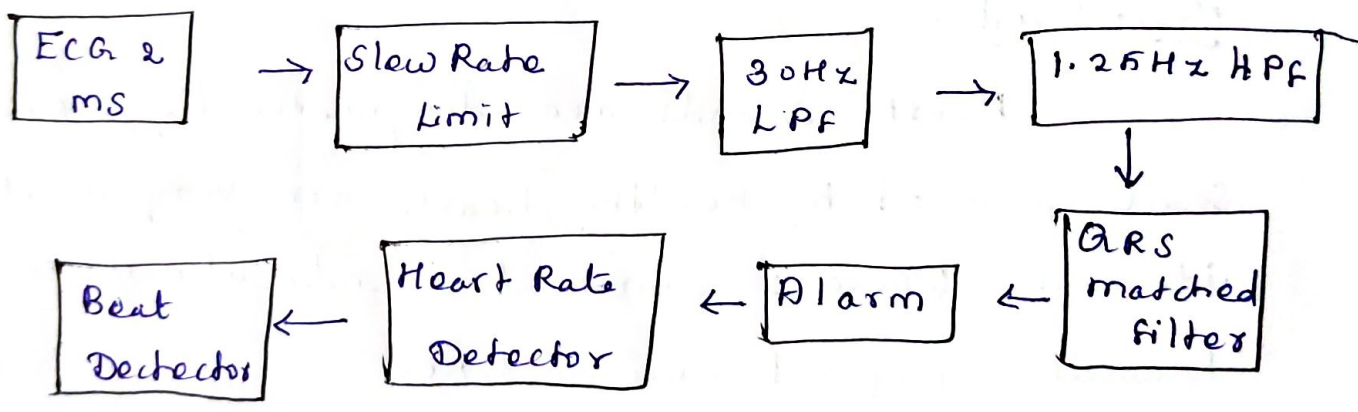 ECG 2
ms
Slew Rate
Limit
30Hz
LPF
1.25Hz HPF
QRS
matched
filter
Alarm
Heart Rate
Detector
Beat
Dectector